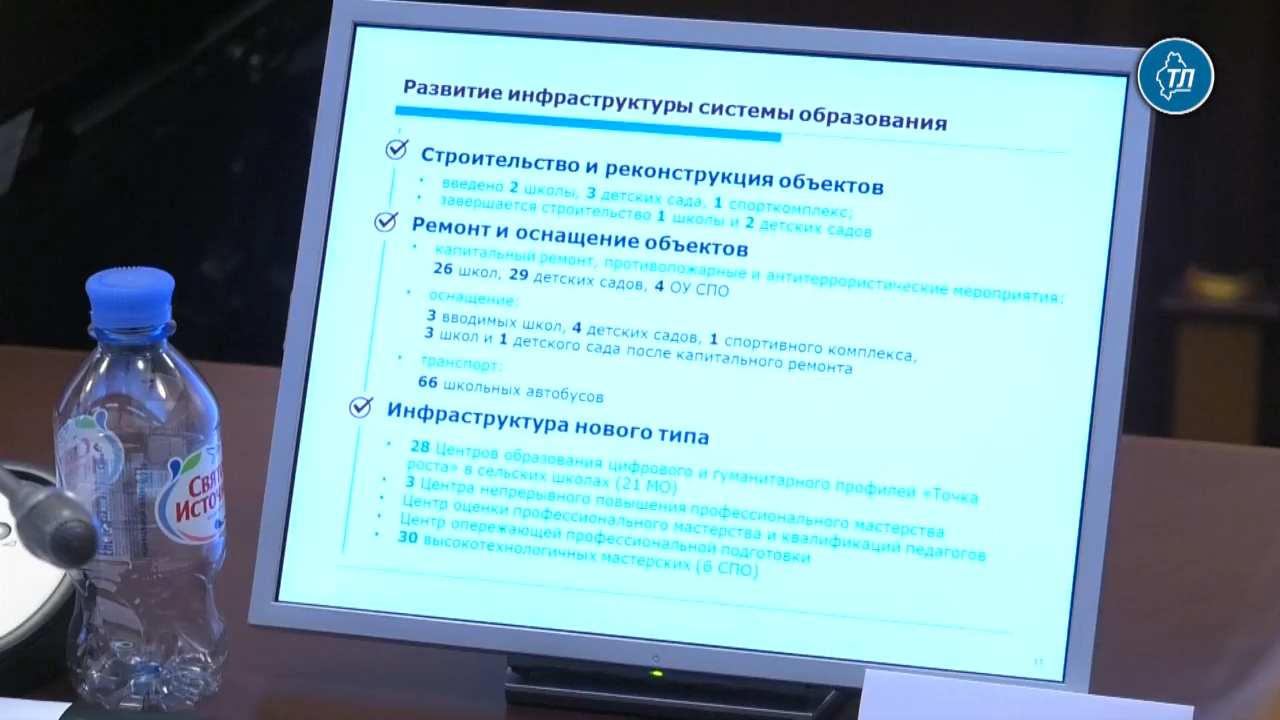 ТЛ
Развитие инфраструктуры системы образования
Строительство и реконструкция объектов
• введено 2 школы, 3 детских сада, 1 спорткомплекс;
• завершается строительство 1 школы и 2 детских садов
Ремонт и оснащение объектов
• капитальный ремонт, противопожарные и антитеррористические мероприятия:
26 школ, 29 детских садов, 4 ОУ СПО
• оснащение:
3 вводимых школ, 4 детских садов, 1 спортивного комплекса,
3 школ и 1 детского сада после капитального ремонта
• транспорт:
66 школьных автобусов
Инфраструктура нового типа
• 28 Центров образования цифрового и гуманитарного профилей «Точка
роста» в сельских школах (21 МО)
• 3 Центра непрерывного повышения профессионального мастерства
• Центр оценки профессионального мастерства и квалификаций педагогов
• Центр опережающей профессиональной подготовки
• 30 высокотехнологичных мастерских (6 СПО)
11